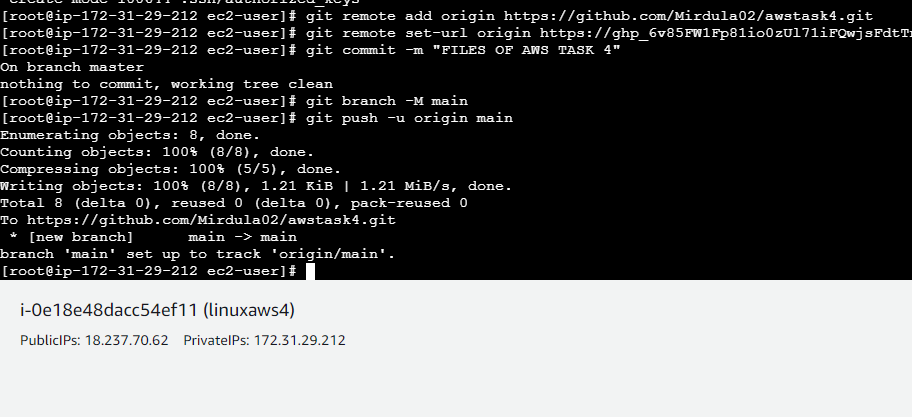 create mode 100644 .ssh/authorized_keys
[root@ip-172-31-29-212 ec2-user]# git remote add origin https://github.com/Mirdula02/awstask4.git
[root@ip-172-31-29-212 ec2-user]# git remote set-url origin https://
[root@ip-172-31-29-212 ec2-user]# git commit -m "FILES OF AWS TASK 4"
On branch master
nothing to commit, working tree clean
[root@ip-172-31-29-212 ec2-user]# git branch -M main
[root@ip-172-31-29-212 ec2-user]# git push -u origin main
Enumerating objects: 8, done.
Counting objects: 100% (8/8), done.
Compressing objects: 100% (5/5), done.
Writing objects: 100% (8/8), 1.21 KiB | 1.21 MiB/s, done.
Total 8 (delta 0), reused 0 (delta 0), pack-reused 0
To https://github.com/Mirdula02/awstask4.git
 * [new branch]      main -> main
branch 'main' set up to track 'origin/main'.
[root@ip-172-31-29-212 ec2-user]#
i-0e18e48dacc54ef11 (linuxaws4)
PublicIPs: 18.237.70.62 PrivateIPs: 172.31.29.212